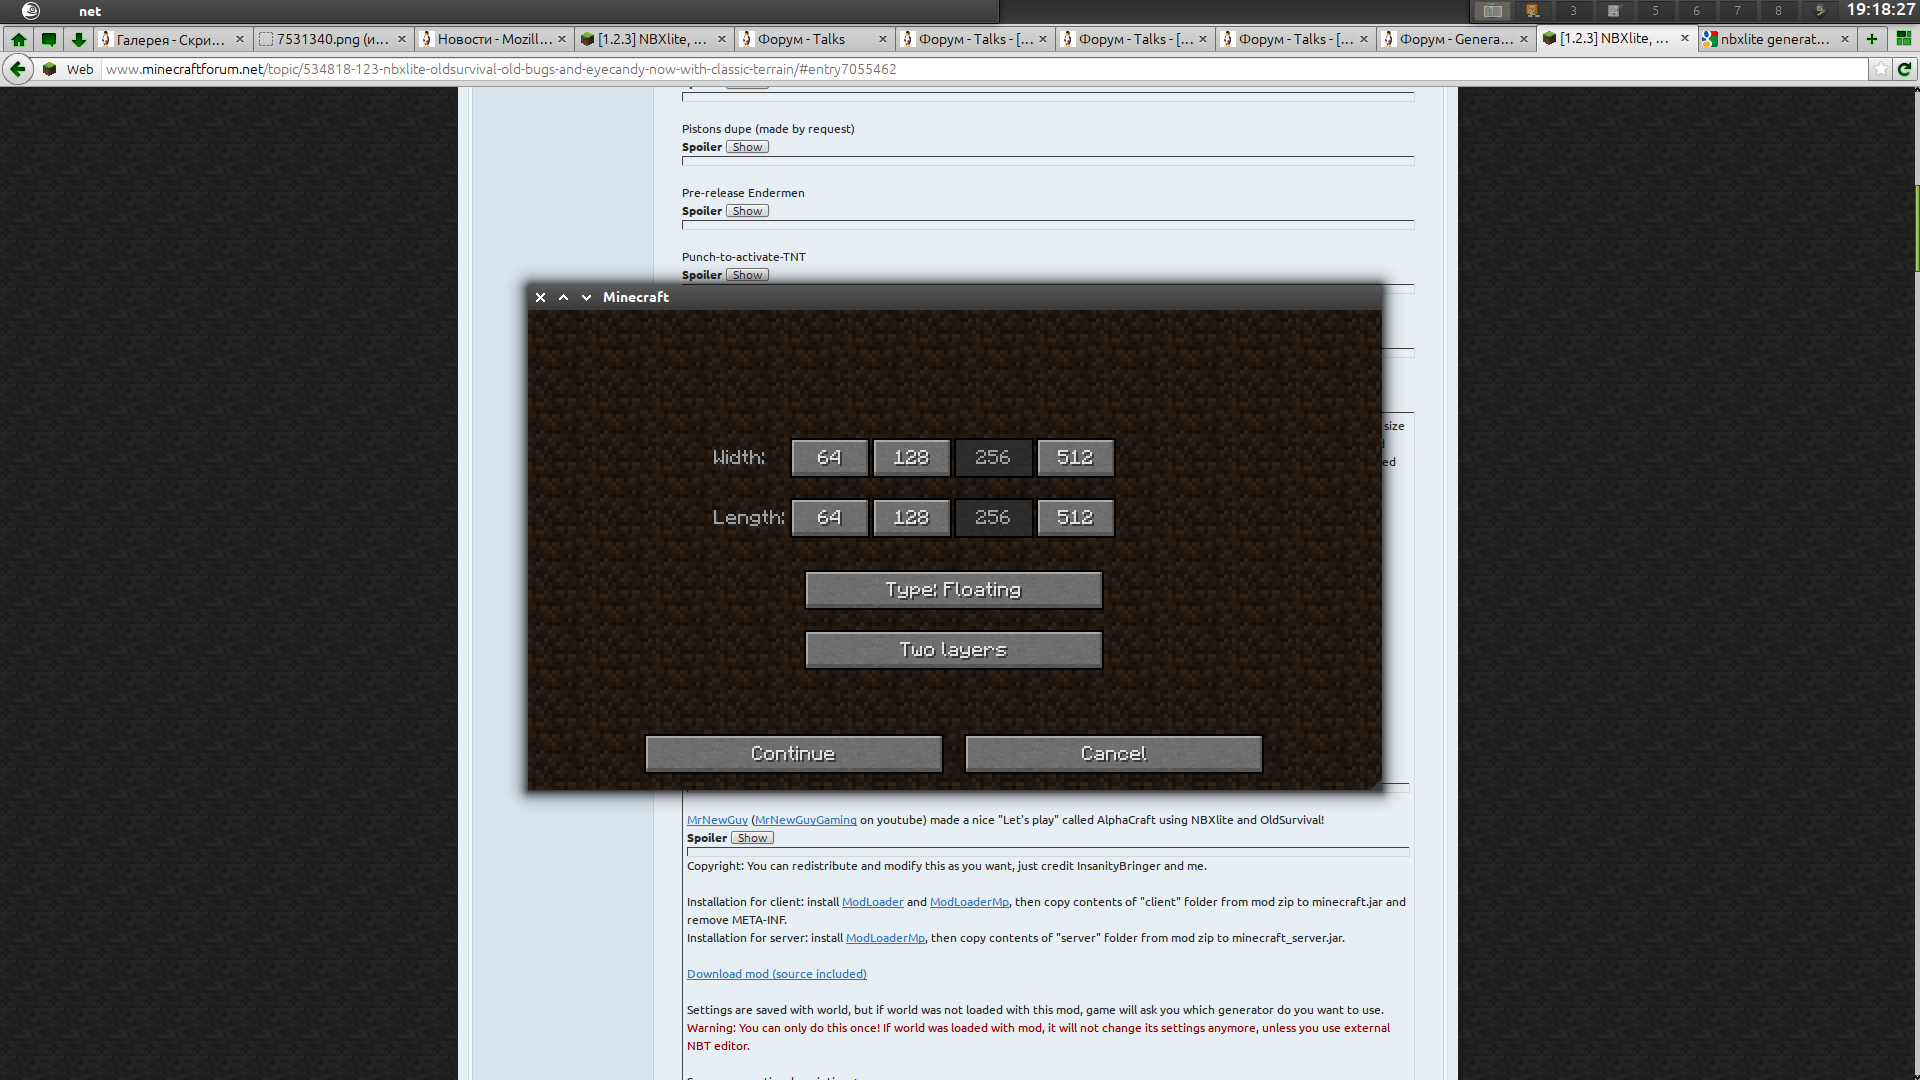 net
3
5
6
7
8
9
19:18:27
Галерея - Скри...
7531340.png (и...
Новости - Mozill...
[1.2.3] NBXlite, ...
Форум - Talks
Форум - Talks - [...
Форум - Talks - [...
Форум - Talks - [...
Форум - Genera...
[1.2.3] NBXlite, ...
nbxlite generat...
Web
www.minecraftforum.net/topic/534818-123-nbxlite-oldsurvival-old-bugs-and-eyecandy-now-with-classic-terrain/#entry7055462
Pistons dupe (made by request)
Spoiler Show
Pre-release Endermen
Spoiler Show
Punch-to-activate-TNT
Spoiler Show
Minecraft
size
Width: 64 128 256 512
Length: 64 128 256 512
Type: Floating
Two layers
Continue Cancel
MrNewGuy (MrNewGuyGaming on youtube) made a nice "Let's play" called AlphaCraft using NBXlite and OldSurvival!
Spoiler Show
Copyright: You can redistribute and modify this as you want, just credit InsanityBringer and me.
Installation for client: install ModLoader and ModLoaderMp, then copy contents of "client" folder from mod zip to minecraft.jar and
remove META-INF.
Installation for server: install ModLoaderMp, then copy contents of "server" folder from mod zip to minecraft_server.jar.
Download mod (source included)
Settings are saved with world, but if world was not loaded with this mod, game will ask you which generator do you want to use.
Warning: You can only do this once! If world was loaded with mod, it will not change its settings anymore, unless you use external
NBT editor.